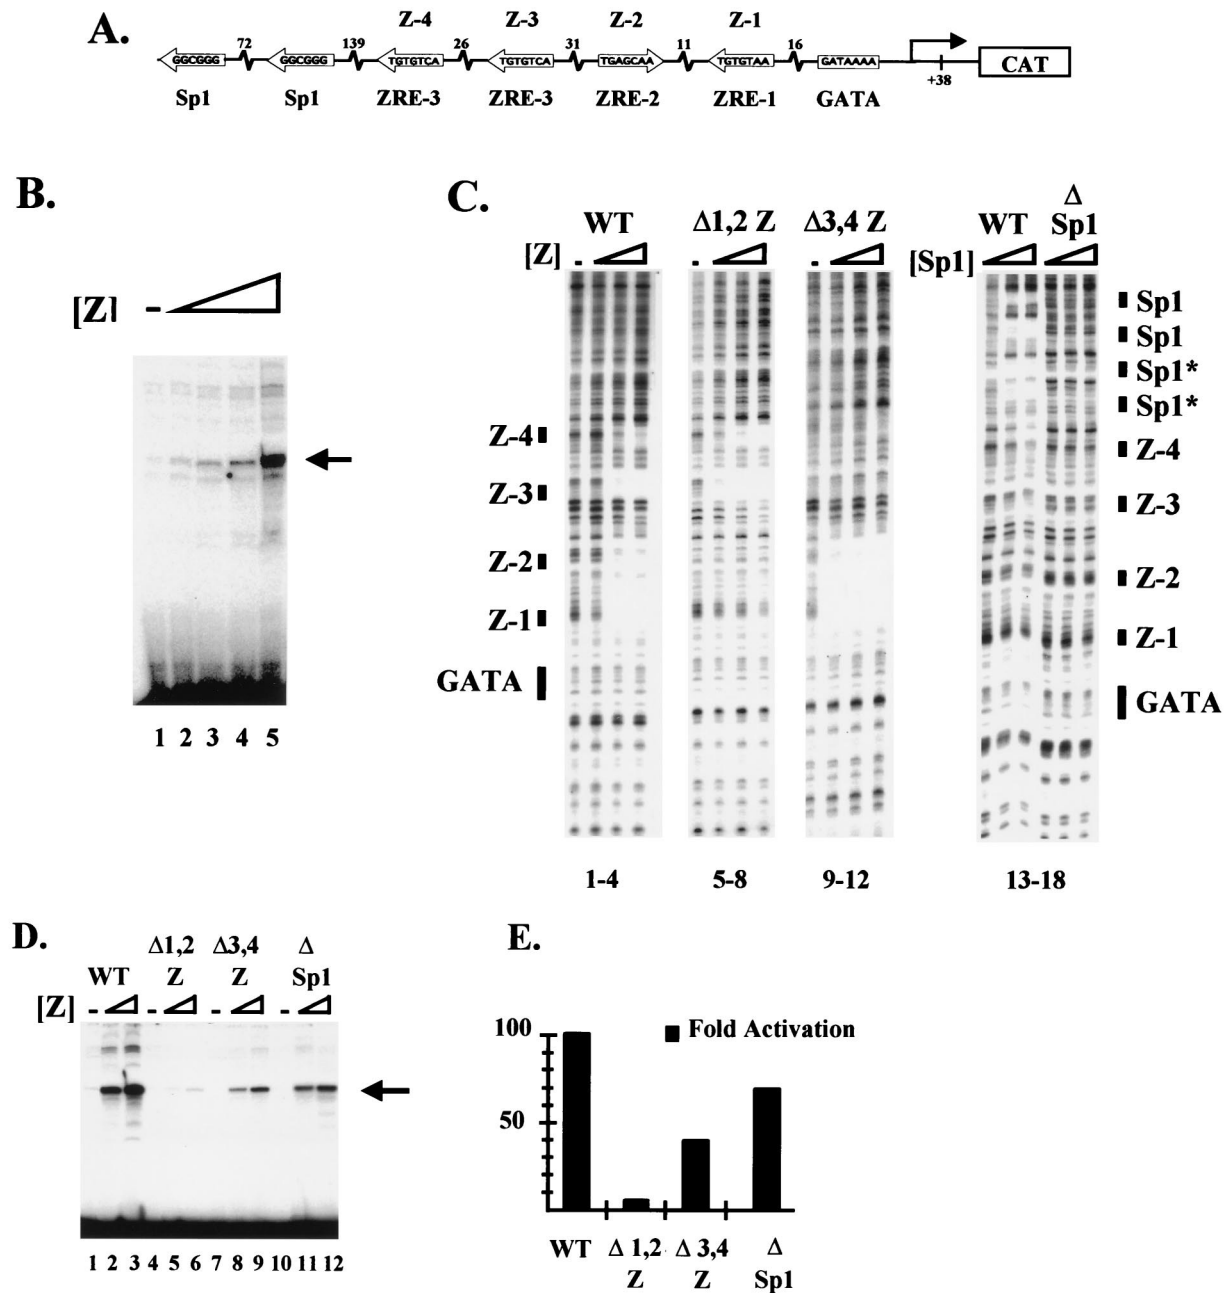 A.
Z-4 Z-3 Z-2 Z-1
72 139 26 31 11 16
GGCGGG GGCGGG TGTGTCA TGTGTCA TGAGCAA TGTGTAA GATAAAA CAT
+38
Sp1 Sp1 ZRE-3 ZRE-3 ZRE-2 ZRE-1 GATA
B.
[Z]
-
1 2 3 4 5
C.
WT Δ1,2 Z Δ3,4 Z WT Δ Sp1
[Z] - - - [Sp1]
Z-4
Z-3
Z-2
Z-1
GATA
Sp1
Sp1
Sp1*
Sp1*
Z-4
Z-3
Z-2
Z-1
GATA
1-4 5-8 9-12 13-18
D.
Δ1,2 Δ3,4 Δ
WT Z Z Sp1
[Z] - - - -
1 2 3 4 5 6 7 8 9 10 11 12
E.
100
50
Fold Activation
WT Δ 1,2 Δ 3,4 Δ
Z Z Sp1